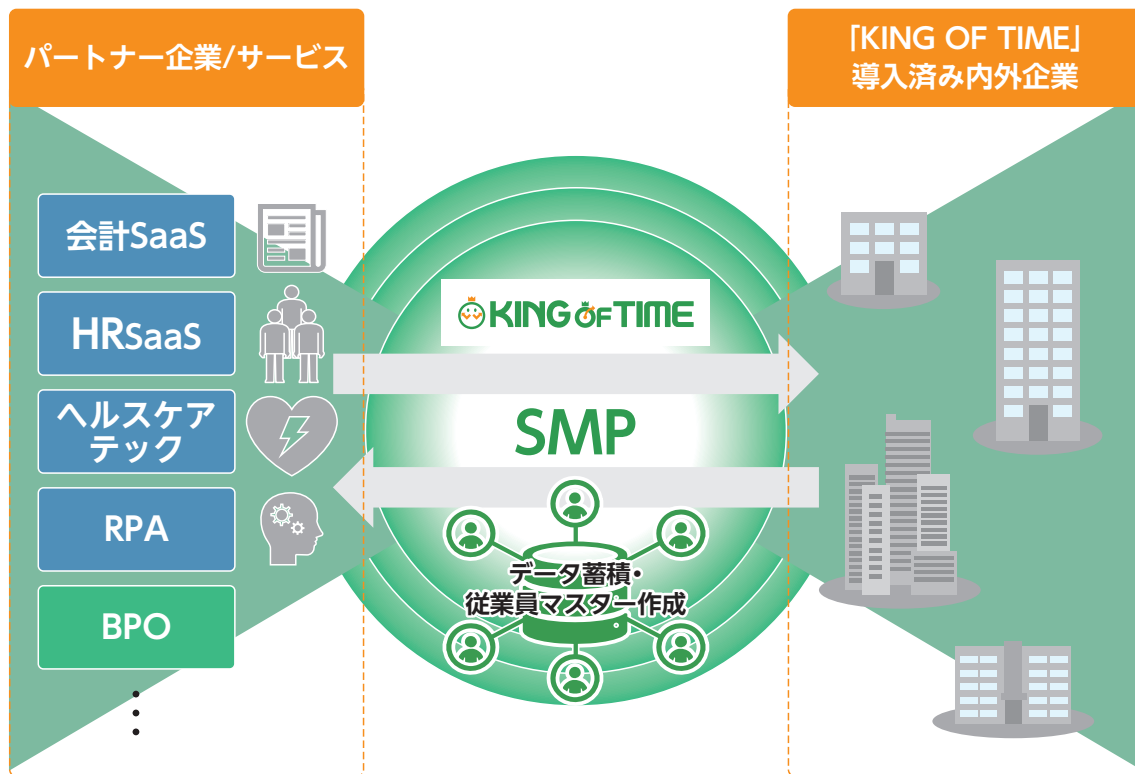 パートナー企業/サービス
「KING OF TIME」
導入済み内外企業
会計SaaS
HRSaaS
ヘルスケア
テック
RPA
BPO
KING OF TIME
SMP
データ蓄積・
従業員マスター作成